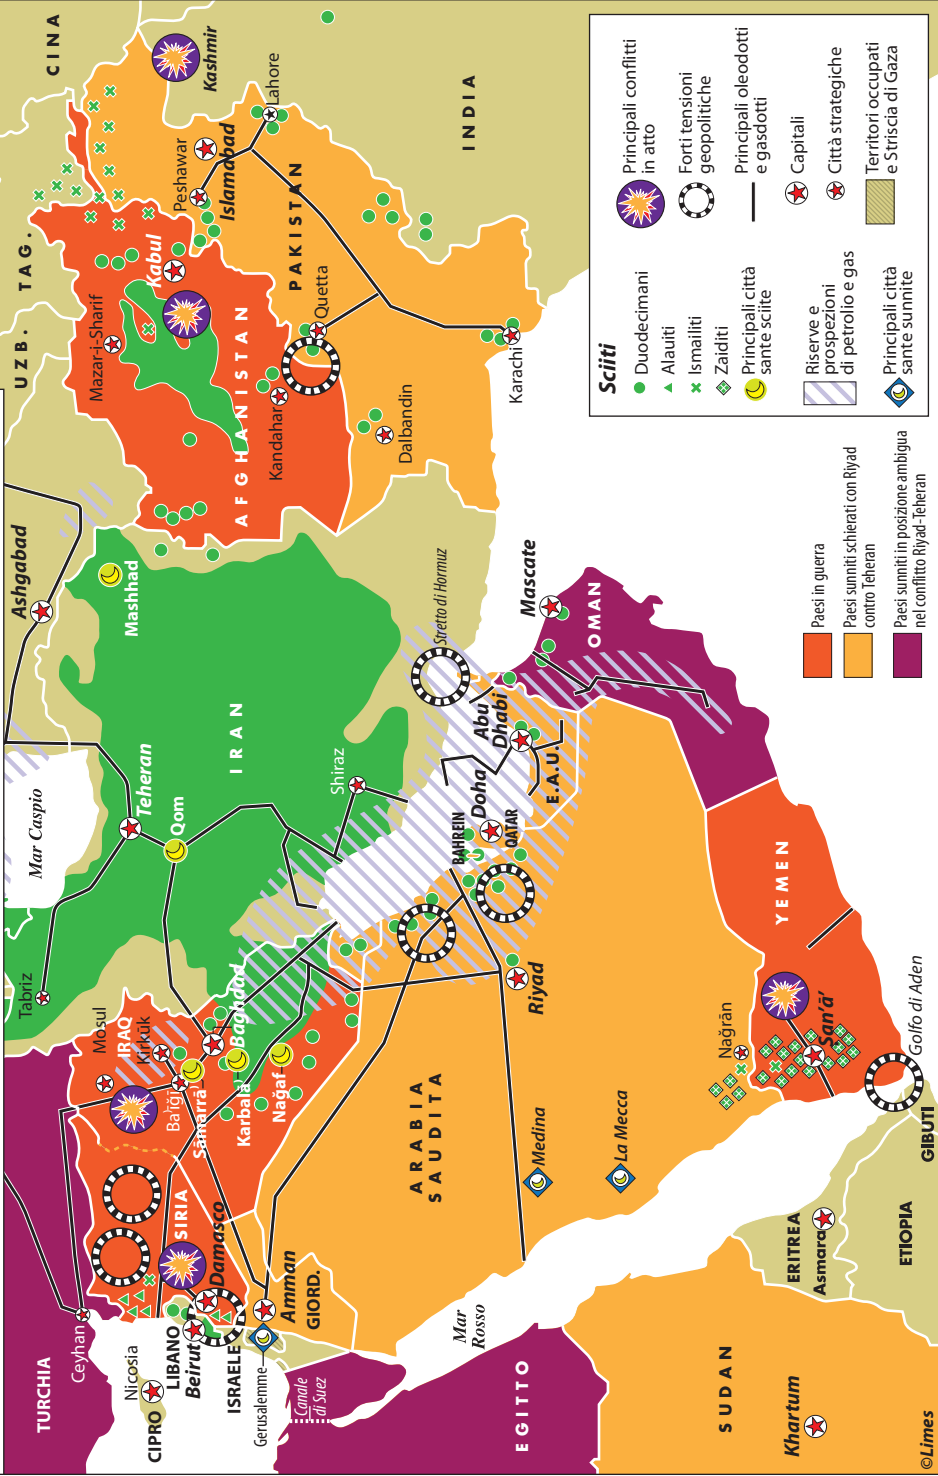 TURCHIA
Ceyhan
Nicosia
CIPRO
LIBANO
Beirut
ISRAELE
Gerusalemme
Canale
di Suez
EGITTO
SIRIA
Damasco
Amman
GIORD.
Mosul
IRAQ
Kirkūk
Ba'iği
Sāmarrā'
Karbalā'
Nağaf
Baghdad
Tabriz
Mar Caspio
Teheran
Qom
IRAN
Shiraz
Mashhad
Ashgabad
UZB.
TAG.
CINA
Mazar-i-Sharif
Kabul
AFGHANISTAN
Kandahar
Peshawar
Islamabad
Kashmir
Lahore
PAKISTAN
Quetta
Dalbandin
Karachi
INDIA
Stretto di Hormuz
Mascate
OMAN
Abu
Dhabi
E.A.U.
Doha
QATAR
BAHREIN
Riyad
ARABIA
SAUDITA
Medina
La Mecca
Mar
Rosso
Nağran
YEMEN
Ṣan'ā'
Golfo di Aden
GIBUTI
ERITREA
Asmara
ETIOPIA
SUDAN
Khartum
Sciiti
Duodecimani
Alauiti
Ismailiti
Zaiditi
Principali città
sante sciite
Riserve e
prospezioni
di petrolio e gas
Principali città
sante sunnite
Principali conflitti
in atto
Forti tensioni
geopolitiche
Principali oleodotti
e gasdotti
Capitali
Città strategiche
Territori occupati
e Striscia di Gaza
Paesi in guerra
Paesi sunniti schierati con Riyad
contro Teheran
Paesi sunniti in posizione ambigua
nel conflitto Riyad-Teheran
©Limes